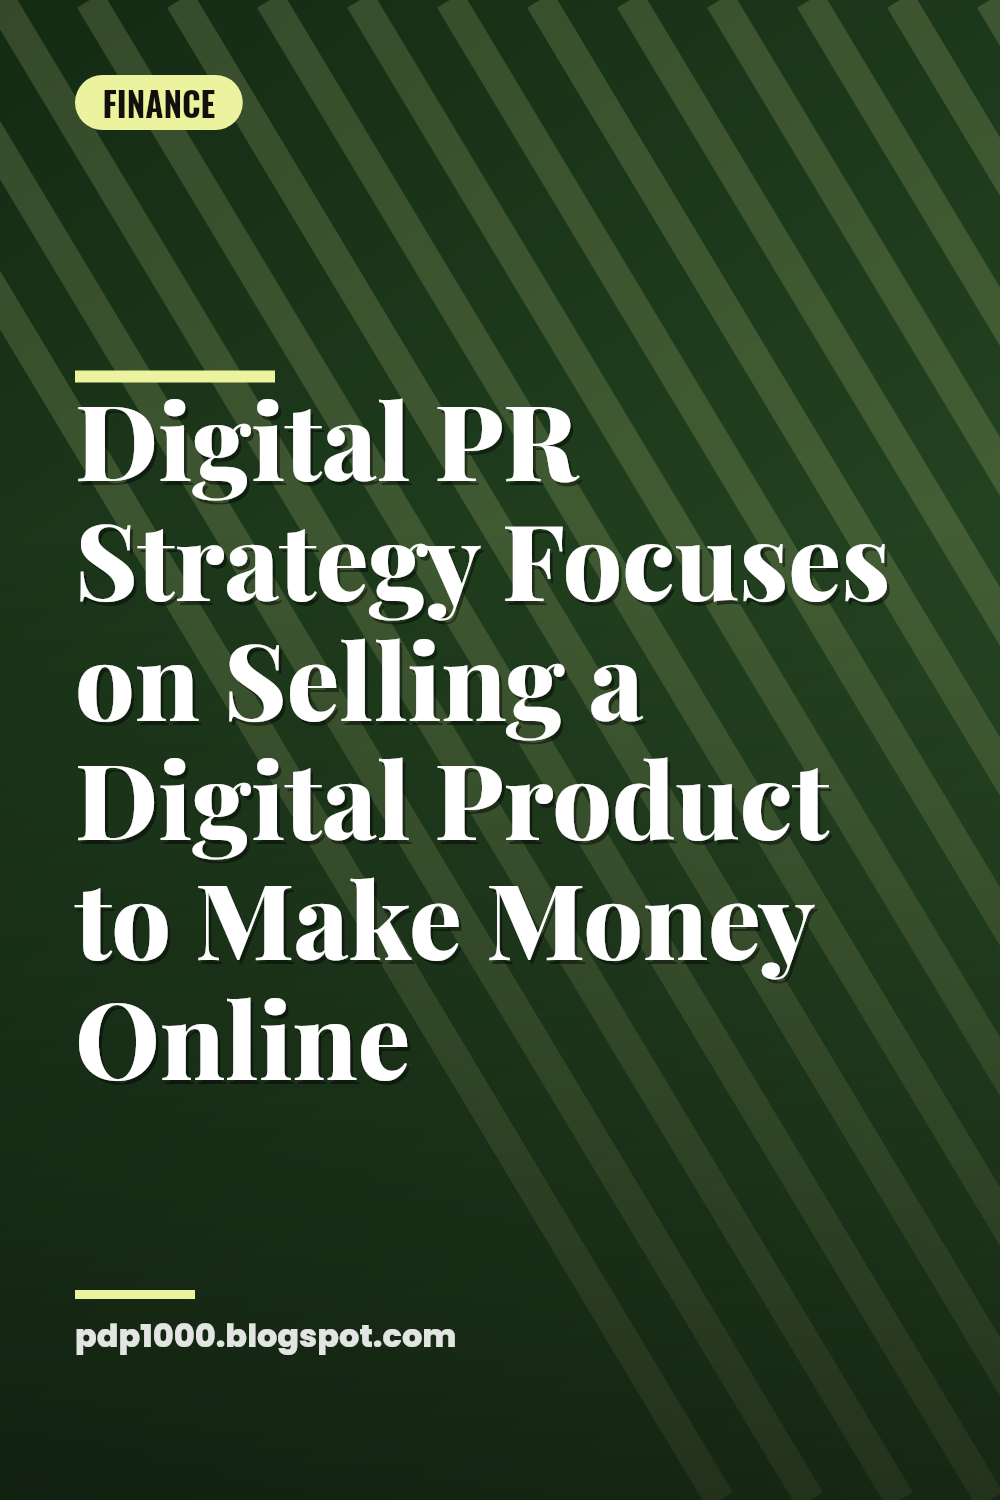 FINANCE
Digital PR
Strategy Focuses
on Selling a
Digital Product
to Make Money
Online
pdp1000.blogspot.com